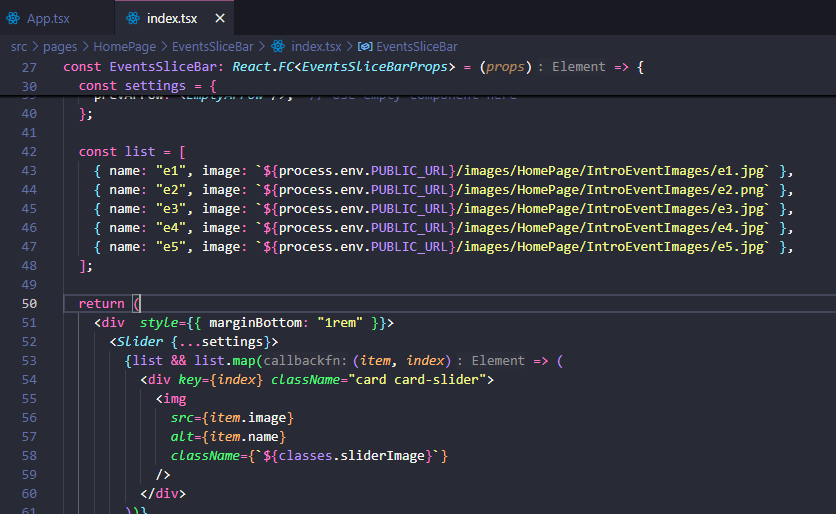 App.tsx index.tsx ✕
src > pages > HomePage > EventsSliceBar > index.tsx > EventsSliceBar
27 const EventsSliceBar: React.FC<EventsSliceBarProps> = (props) : Element => {
30 const settings = {
40 };
41
42 const list = [
43 { name: "e1", image: `${process.env.PUBLIC_URL}/images/HomePage/IntroEventImages/e1.jpg` },
44 { name: "e2", image: `${process.env.PUBLIC_URL}/images/HomePage/IntroEventImages/e2.png` },
45 { name: "e3", image: `${process.env.PUBLIC_URL}/images/HomePage/IntroEventImages/e3.jpg` },
46 { name: "e4", image: `${process.env.PUBLIC_URL}/images/HomePage/IntroEventImages/e4.jpg` },
47 { name: "e5", image: `${process.env.PUBLIC_URL}/images/HomePage/IntroEventImages/e5.jpg` },
48 ];
49
50 return (
51 <div  style={{ marginBottom: "1rem" }}>
52 <Slider {...settings}>
53 {list && list.map(callbackfn: (item, index) : Element => (
54 <div key={index} className="card card-slider">
55 <img
56 src={item.image}
57 alt={item.name}
58 className={`${classes.sliderImage}`}
59 />
60 </div>
61 ))}